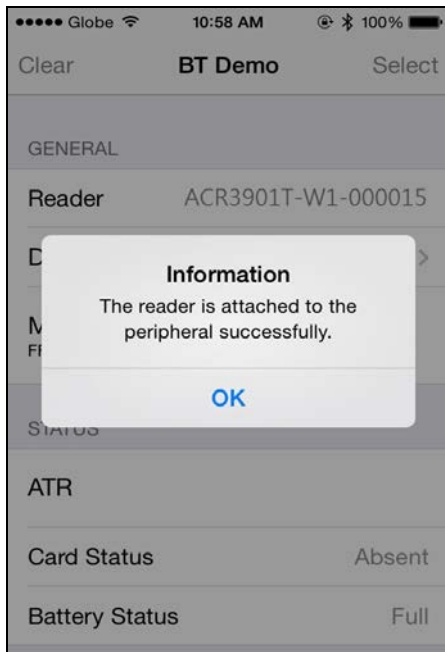 Globe 10:58 AM 100%
Clear BT Demo Select
GENERAL
Reader ACR3901T-W1-000015
Information
The reader is attached to the
peripheral successfully.
OK
STATUS
ATR
Card Status Absent
Battery Status Full